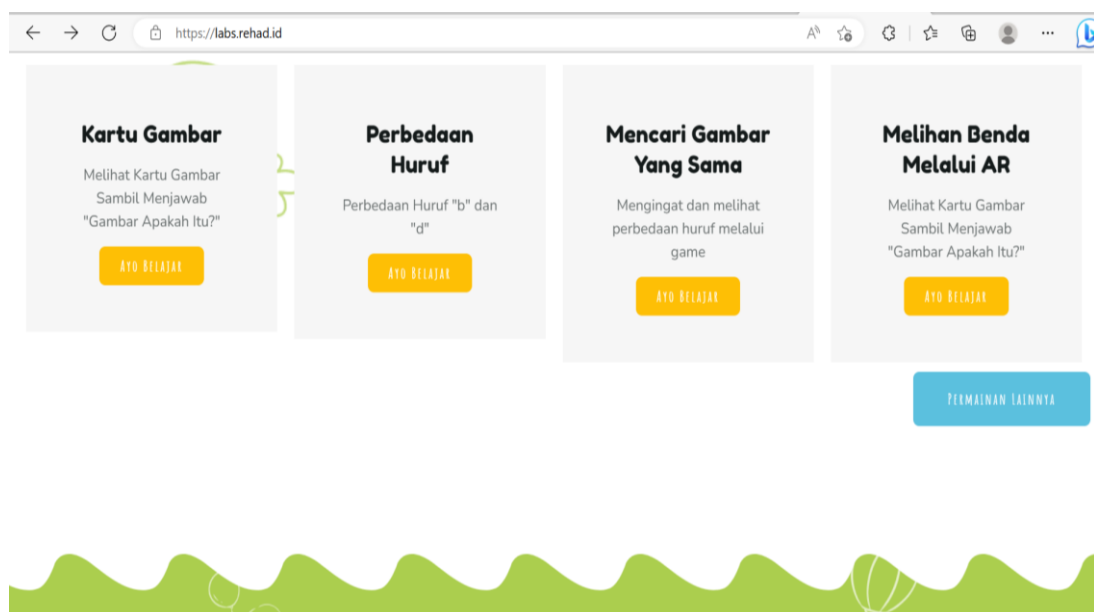 https://labs.rehad.id
Kartu Gambar
Melihat Kartu Gambar
Sambil Menjawab
"Gambar Apakah Itu?"
Ayo Belajar
Perbedaan
Huruf
Perbedaan Huruf "b" dan
"d"
Ayo Belajar
Mencari Gambar
Yang Sama
Mengingat dan melihat
perbedaan huruf melalui
game
Ayo Belajar
Melihan Benda
Melalui AR
Melihat Kartu Gambar
Sambil Menjawab
"Gambar Apakah Itu?"
Ayo Belajar
Permainan Lainnya